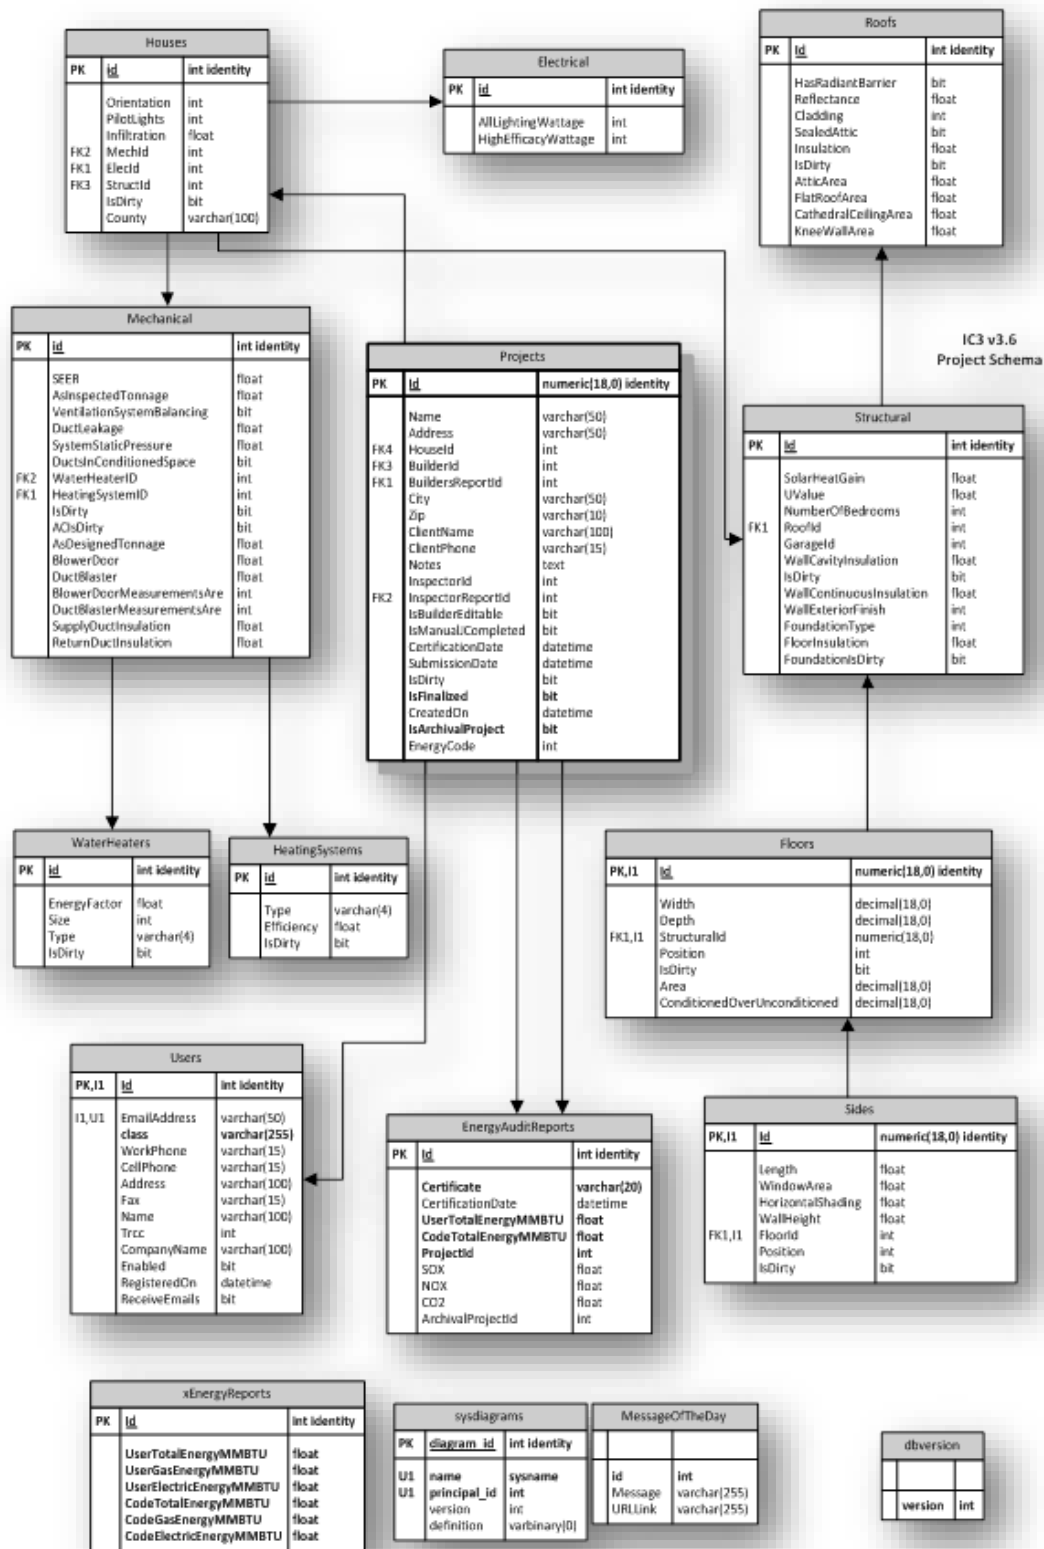 Houses
PK id int identity
Orientation int
PilotLights int
Infiltration float
FK2 MechId int
FK1 ElecId int
FK3 StructId int
IsDirty bit
County varchar(100)
Electrical
PK id int identity
AllLightingWattage int
HighEfficacyWattage int
Roofs
PK Id int identity
HasRadiantBarrier bit
Reflectance float
Cladding int
SealedAttic bit
Insulation float
IsDirty bit
AtticArea float
FlatRoofArea float
CathedralCeilingArea float
KneeWallArea float
IC3 v3.6
Project Schema
Mechanical
PK id int identity
SEER float
AsInspectedTonnage float
VentilationSystemBalancing bit
DuctLeakage float
SystemStaticPressure float
DuctsInConditionedSpace bit
FK2 WaterHeaterID int
FK1 HeatingSystemID int
IsDirty bit
ACIsDirty bit
AsDesignedTonnage float
BlowerDoor float
DuctBlaster float
BlowerDoorMeasurementsAre int
DuctBlasterMeasurementsAre int
SupplyDuctInsulation float
ReturnDuctInsulation float
Projects
PK Id numeric(18,0) identity
Name varchar(50)
Address varchar(50)
FK4 HouseId int
FK3 BuilderId int
FK1 BuildersReportId int
City varchar(50)
Zip varchar(10)
ClientName varchar(100)
ClientPhone varchar(15)
Notes text
InspectorId int
FK2 InspectorReportId int
IsBuilderEditable bit
IsManualJCompleted bit
CertificationDate datetime
SubmissionDate datetime
IsDirty bit
IsFinalized bit
CreatedOn datetime
IsArchivalProject bit
EnergyCode int
Structural
PK Id int identity
SolarHeatGain float
UValue float
NumberOfBedrooms int
FK1 RoofId int
GarageId int
WallCavityInsulation float
IsDirty bit
WallContinuousInsulation float
WallExteriorFinish int
FoundationType int
FloorInsulation float
FoundationIsDirty bit
WaterHeaters
PK id int identity
EnergyFactor float
Size int
Type varchar(4)
IsDirty bit
HeatingSystems
PK id int identity
Type varchar(4)
Efficiency float
IsDirty bit
Floors
PK,I1 Id numeric(18,0) identity
Width decimal(18,0)
Depth decimal(18,0)
FK1,I1 StructuralId numeric(18,0)
Position int
IsDirty bit
Area decimal(18,0)
ConditionedOverUnconditioned decimal(18,0)
Users
PK,I1 Id int identity
I1,U1 EmailAddress varchar(50)
class varchar(255)
WorkPhone varchar(15)
CellPhone varchar(15)
Address varchar(100)
Fax varchar(15)
Name varchar(100)
Trcc int
CompanyName varchar(100)
Enabled bit
RegisteredOn datetime
ReceiveEmails bit
EnergyAuditReports
PK Id int identity
Certificate varchar(20)
CertificationDate datetime
UserTotalEnergyMMBTU float
CodeTotalEnergyMMBTU float
ProjectId int
SOX float
NOX float
CO2 float
ArchivalProjectId int
Sides
PK,I1 Id numeric(18,0) identity
Length float
WindowArea float
HorizontalShading float
WallHeight float
FK1,I1 FloorId int
Position int
IsDirty bit
xEnergyReports
PK Id int identity
UserTotalEnergyMMBTU float
UserGasEnergyMMBTU float
UserElectricEnergyMMBTU float
CodeTotalEnergyMMBTU float
CodeGasEnergyMMBTU float
CodeElectricEnergyMMBTU float
sysdiagrams
PK diagram_id int identity
U1 name sysname
U1 principal_id int
version int
definition varbinary(0)
MessageOfTheDay
id int
Message varchar(255)
URLLink varchar(255)
dbversion
version int